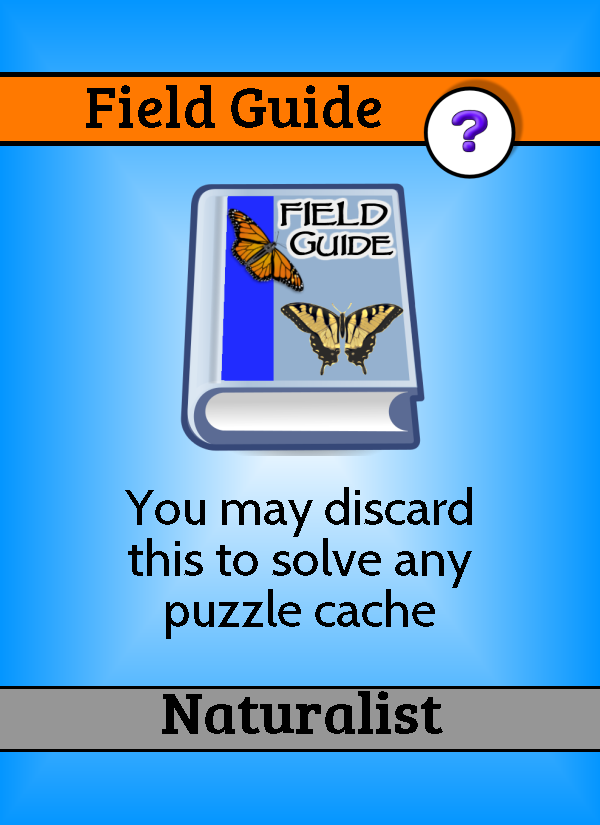 Field Guide
?
FIELD
GUIDE
You may discard
this to solve any
puzzle cache
Naturalist